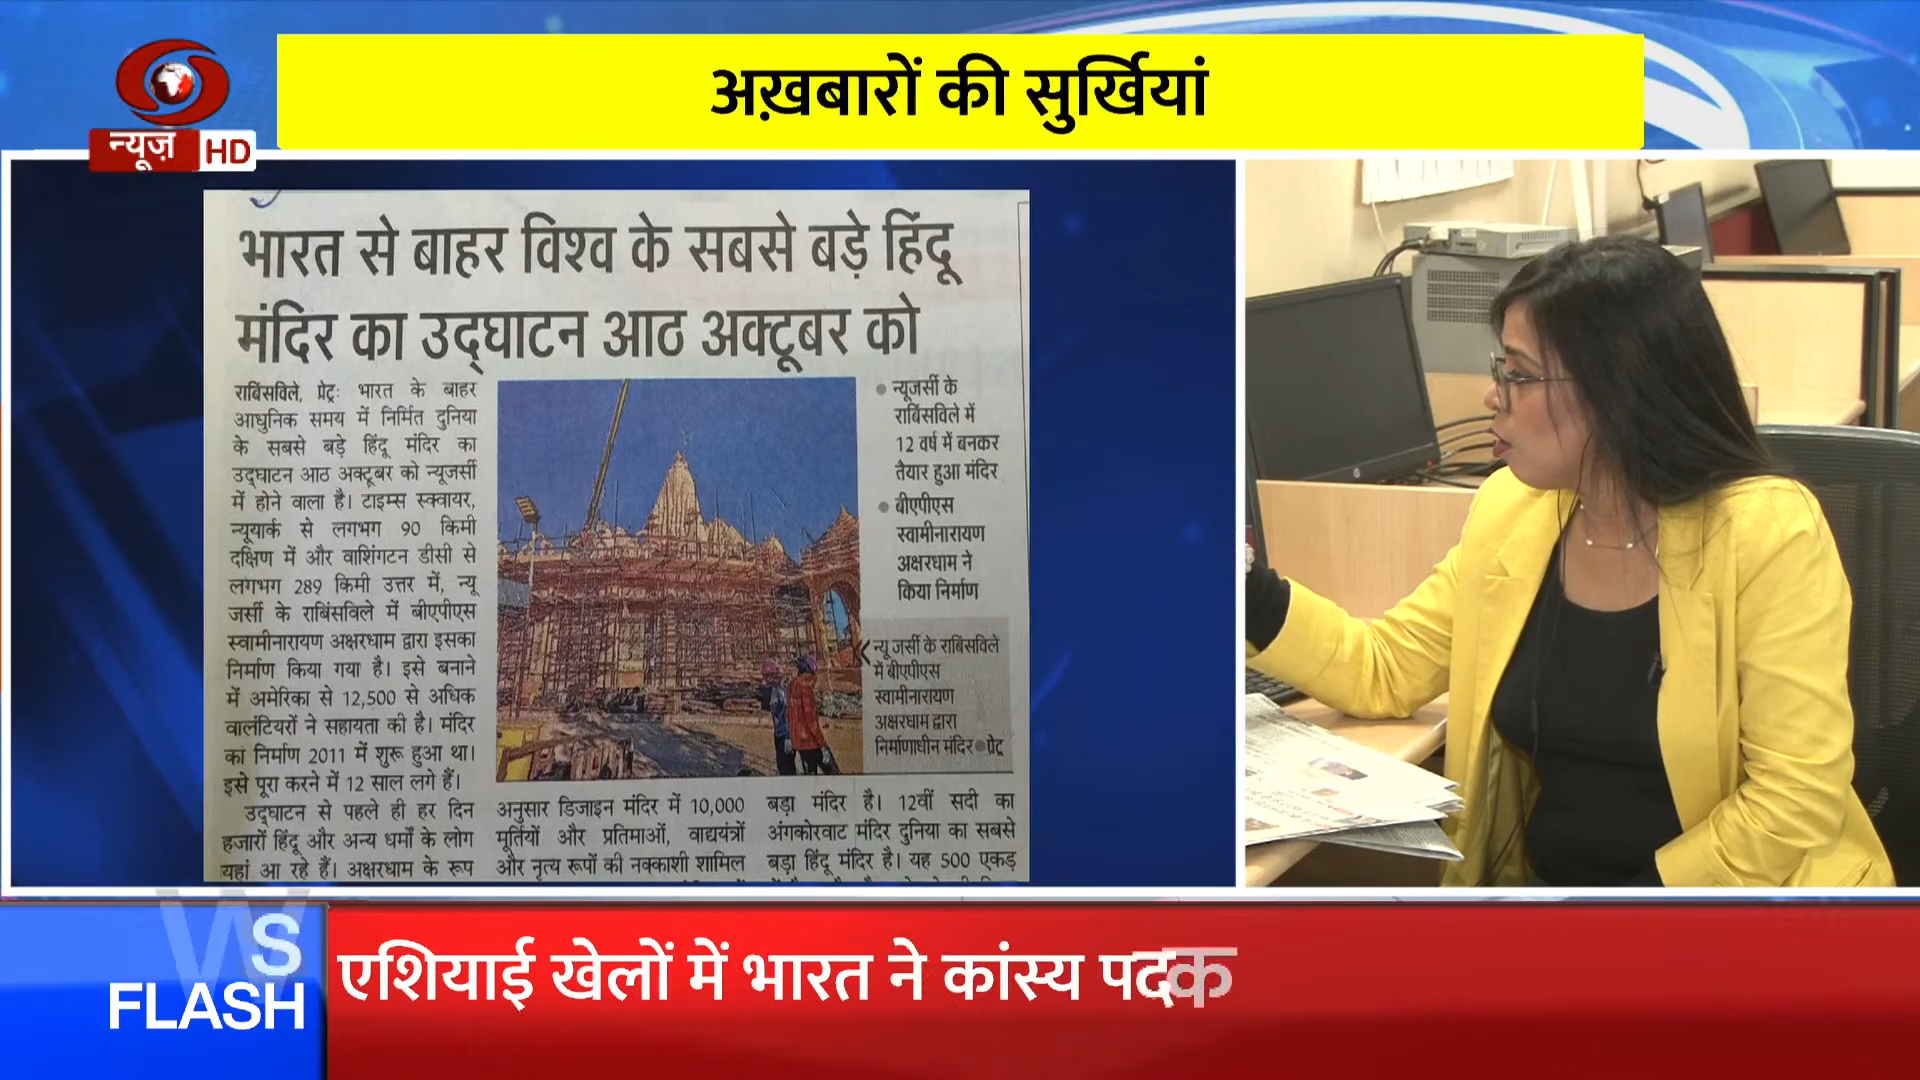 अख़बारों की सुर्खियां
न्यूज़ HD
भारत से बाहर विश्व के सबसे बड़े हिंदू
मंदिर का उद्घाटन आठ अक्टूबर को
राबिंसविले, प्रेट्र: भारत के बाहर
आधुनिक समय में निर्मित दुनिया
के सबसे बड़े हिंदू मंदिर का
उद्घाटन आठ अक्टूबर को न्यूजर्सी
में होने वाला है। टाइम्स स्क्वायर,
न्यूयार्क से लगभग 90 किमी
दक्षिण में और वाशिंगटन डीसी से
लगभग 289 किमी उत्तर में, न्यू
जर्सी के राबिंसविले में बीएपीएस
स्वामीनारायण अक्षरधाम द्वारा इसका
निर्माण किया गया है। इसे बनाने
में अमेरिका से 12,500 से अधिक
वालंटियरों ने सहायता की है। मंदिर
का निर्माण 2011 में शुरू हुआ था।
इसे पूरा करने में 12 साल लगे हैं।
उद्घाटन से पहले ही हर दिन
हजारों हिंदू और अन्य धर्मों के लोग
यहां आ रहे हैं। अक्षरधाम के रूप
अनुसार डिजाइन मंदिर में 10,000
मूर्तियों और प्रतिमाओं, वाद्ययंत्रों
और नृत्य रूपों की नक्काशी शामिल
बड़ा मंदिर है। 12वीं सदी का
अंगकोरवाट मंदिर दुनिया का सबसे
बड़ा हिंदू मंदिर है। यह 500 एकड़
● न्यूजर्सी के
राबिंसविले में
12 वर्ष में बनकर
तैयार हुआ मंदिर
● बीएपीएस
स्वामीनारायण
अक्षरधाम ने
किया निर्माण
न्यू जर्सी के राबिंसविले
में बीएपीएस
स्वामीनारायण
अक्षरधाम द्वारा
निर्माणाधीन मंदिर ● प्रेट्र
WS
FLASH
एशियाई खेलों में भारत ने कांस्य पदक